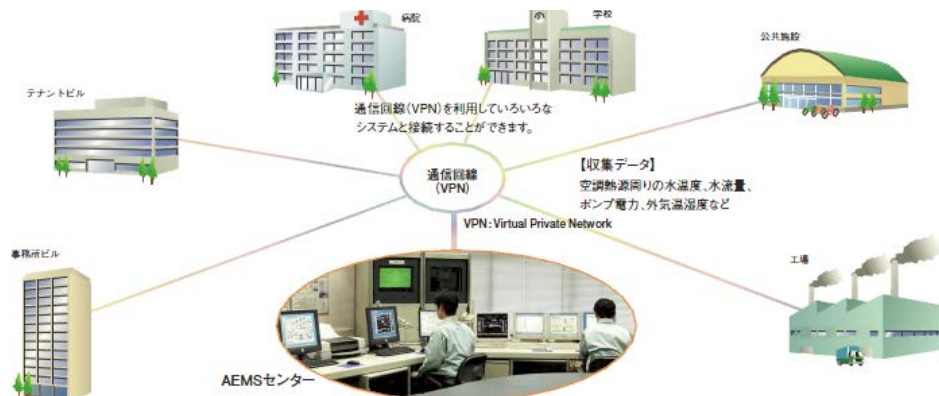 病院
学校
公共施設
テナントビル
通信回線(VPN)を利用していろいろな
システムと接続することができます。
通信回線
(VPN)
【収集データ】
空調熱源周りの水温度、水流量、
ポンプ電力、外気温湿度など
VPN:Virtual Private Network
事務所ビル
工場
AEMSセンター